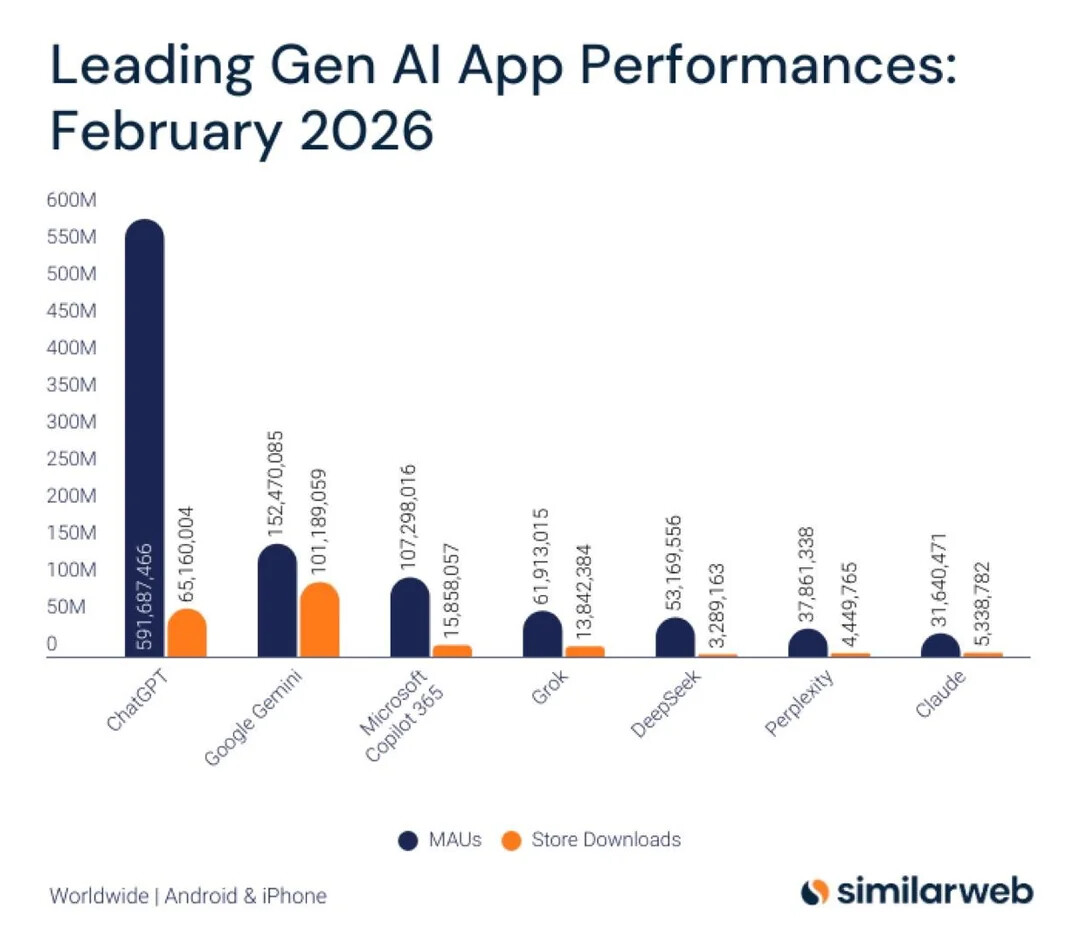 Leading Gen AI App Performances:
February 2026
600M
550M
500M
450M
400M
350M
300M
250M
200M
150M
100M
50M
0
591,687,466
65,160,004
152,470,085
101,189,059
107,298,016
15,858,057
61,913,015
13,842,384
53,169,556
3,289,163
37,861,338
4,449,765
31,640,471
5,338,782
ChatGPT
Google Gemini
Microsoft
Copilot 365
Grok
DeepSeek
Perplexity
Claude
MAUs
Store Downloads
Worldwide | Android & iPhone
similarweb